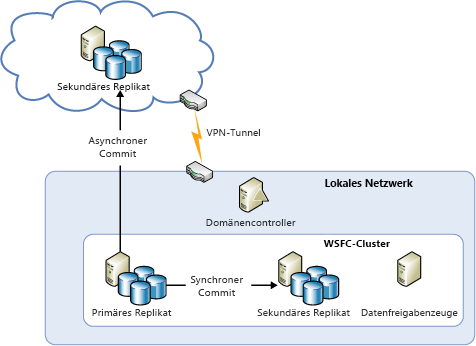 Sekundäres Replikat
Asynchroner
Commit
VPN-Tunnel
Lokales Netzwerk
Domänencontroller
WSFC-Cluster
Synchroner
Commit
Primäres Replikat
Sekundäres Replikat
Datenfreigabenzeuge